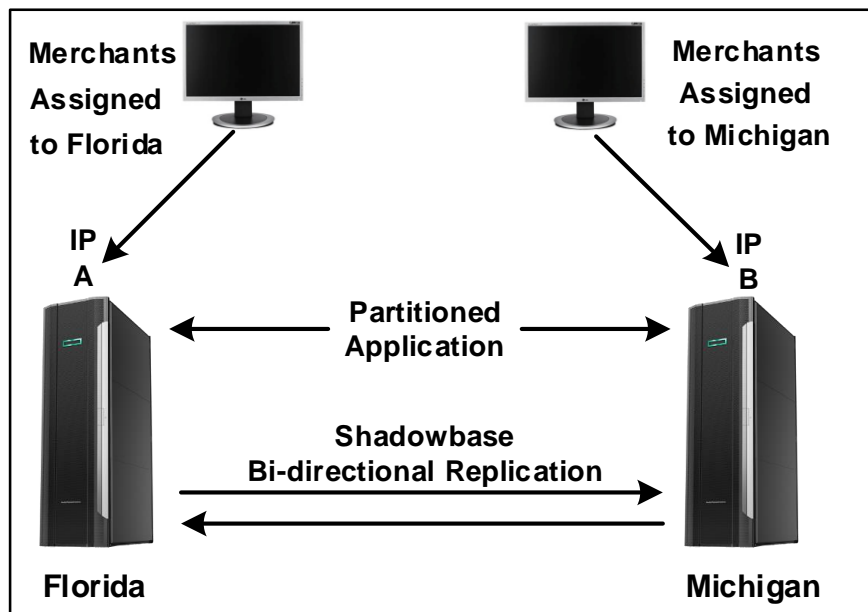 Merchants
Assigned
to Florida
Merchants
Assigned
to Michigan
IP
A
IP
B
Partitioned
Application
Shadowbase
Bi-directional Replication
Florida
Michigan